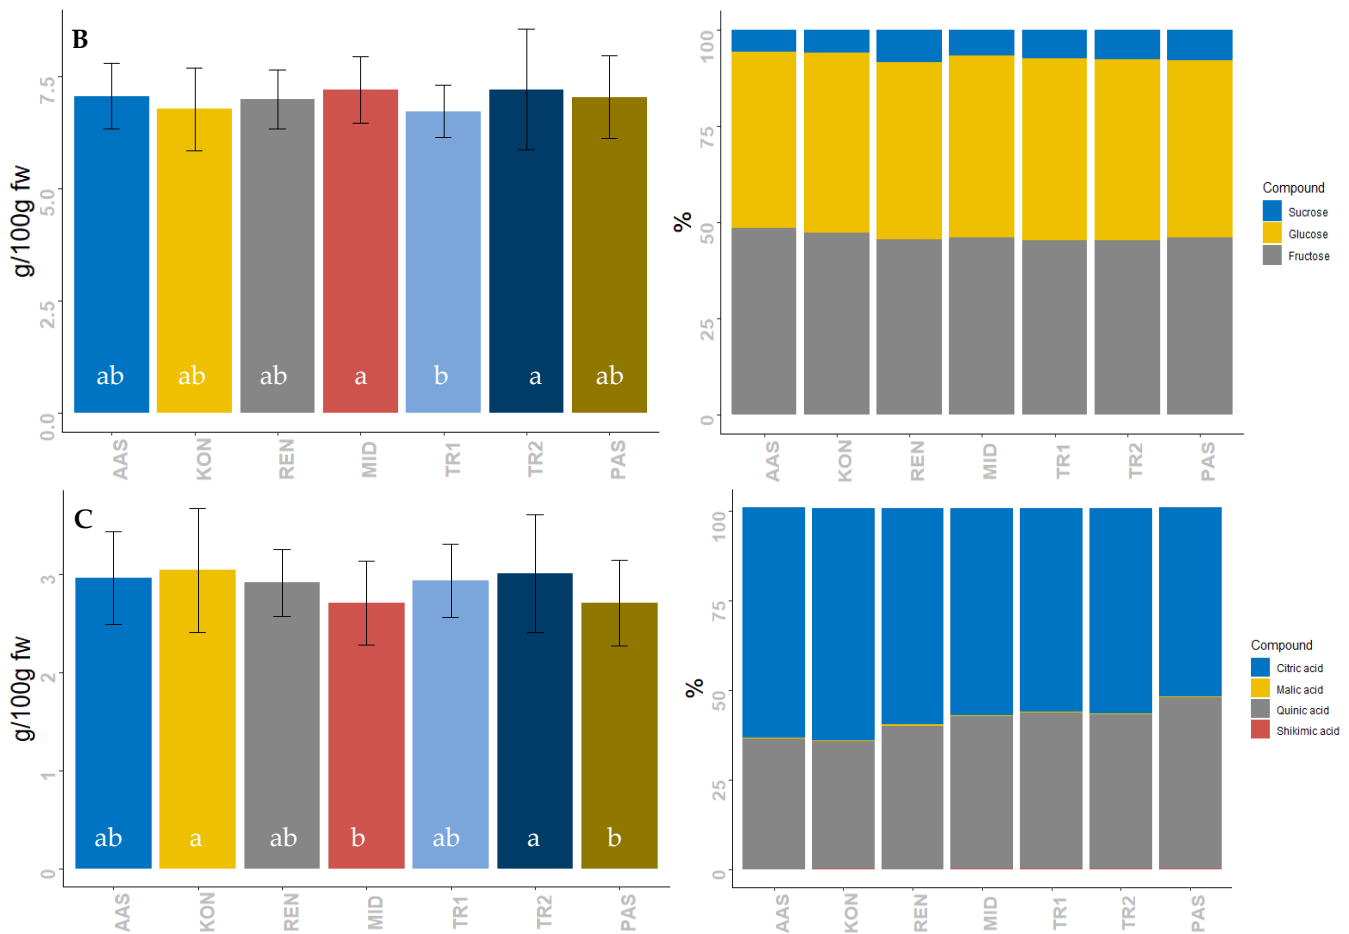 B
g/100g fw
7.5
5.0
2.5
0.0
ab
ab
ab
a
b
a
ab
AAS
KON
REN
MID
TR1
TR2
PAS
%
100
75
50
25
0
AAS
KON
REN
MID
TR1
TR2
PAS
Compound
Sucrose
Glucose
Fructose
C
g/100g fw
3
2
1
0
ab
a
ab
b
ab
a
b
AAS
KON
REN
MID
TR1
TR2
PAS
%
100
75
50
25
0
AAS
KON
REN
MID
TR1
TR2
PAS
Compound
Citric acid
Malic acid
Quinic acid
Shikimic acid